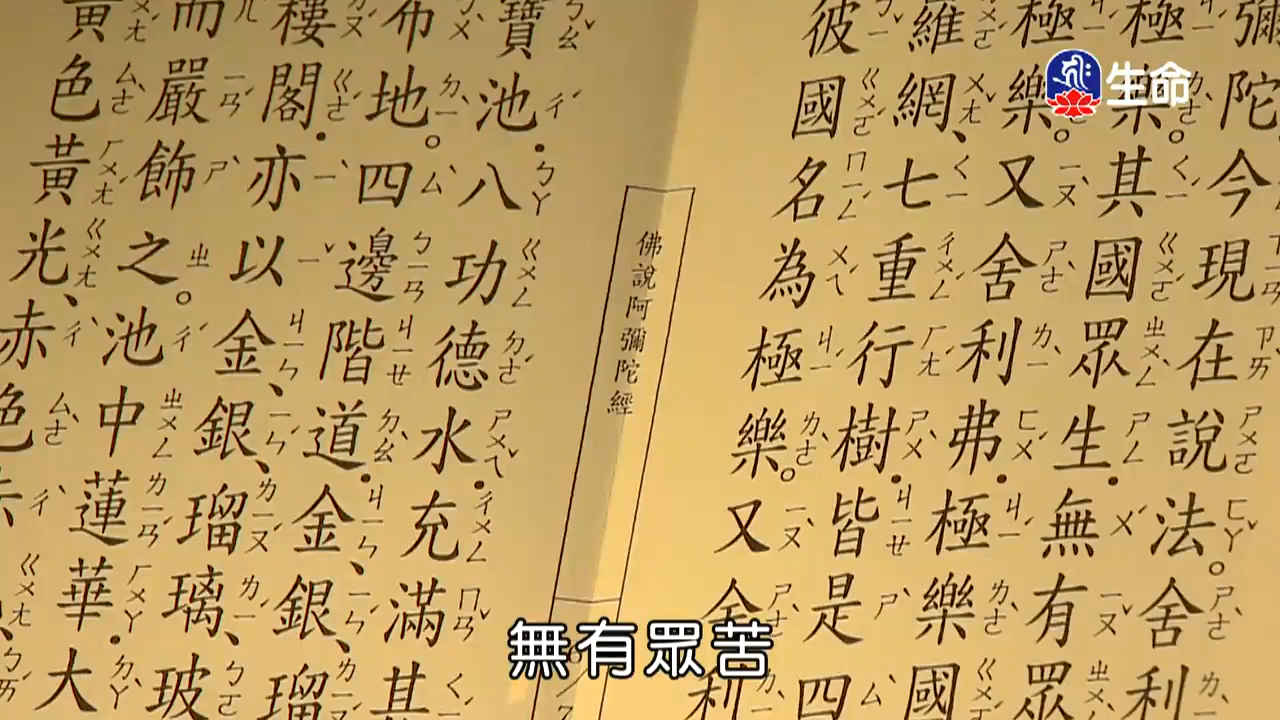 生命
彌陀今現在說法。舍利
極樂。其國眾生．無有眾
極樂。又舍利弗．極樂國
羅網、七重行樹．皆是四
彼國名為極樂。又舍利
佛說阿彌陀經
寶池．八功德水．充滿其
布地。四邊階道．金、銀、瑠
樓閣．亦以金、銀、瑠璃、玻
而嚴飾之。池中蓮華．大
黃色黃光、赤色
無有眾苦